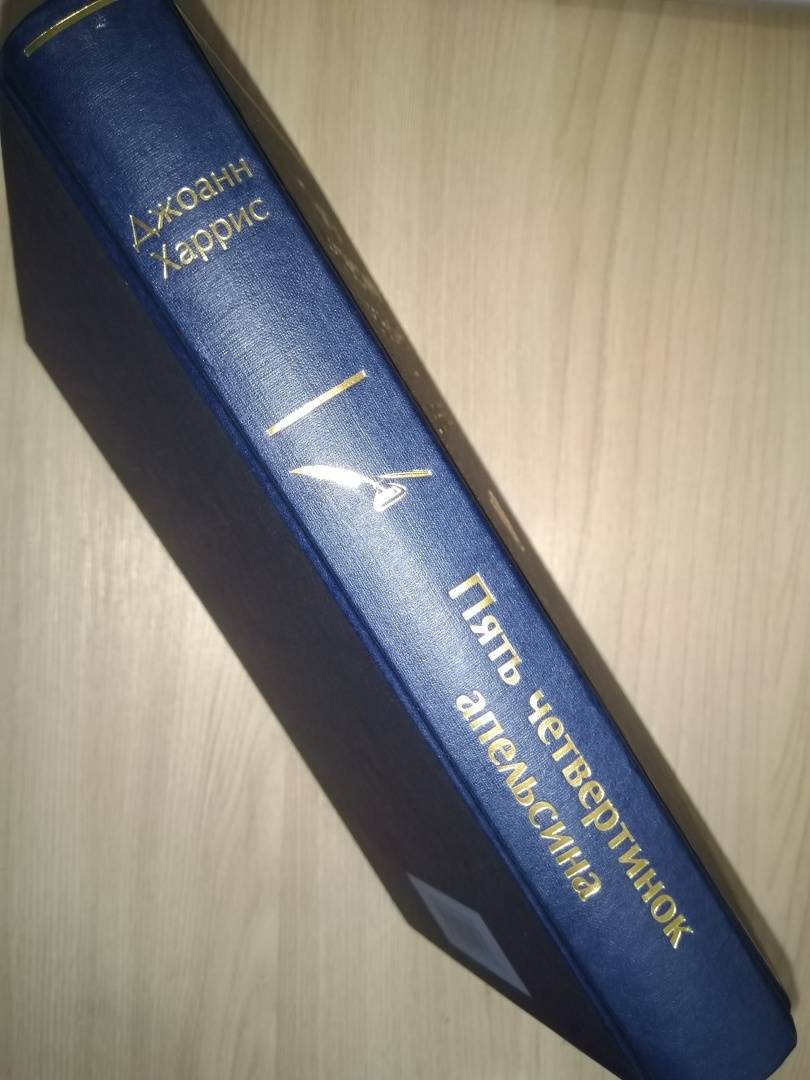 Джоанн
Харрис
Пять четвертинок
апельсина